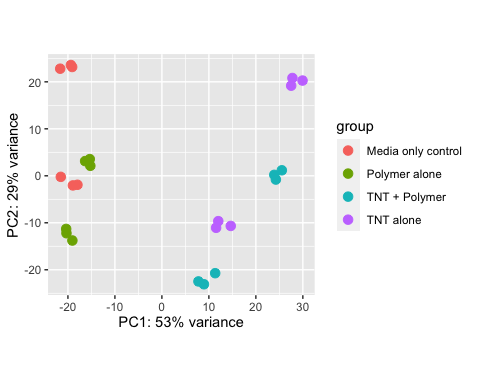 20
10
0
-10
-20
PC2: 29% variance
-20 -10 0 10 20 30
PC1: 53% variance
group
Media only control
Polymer alone
TNT + Polymer
TNT alone